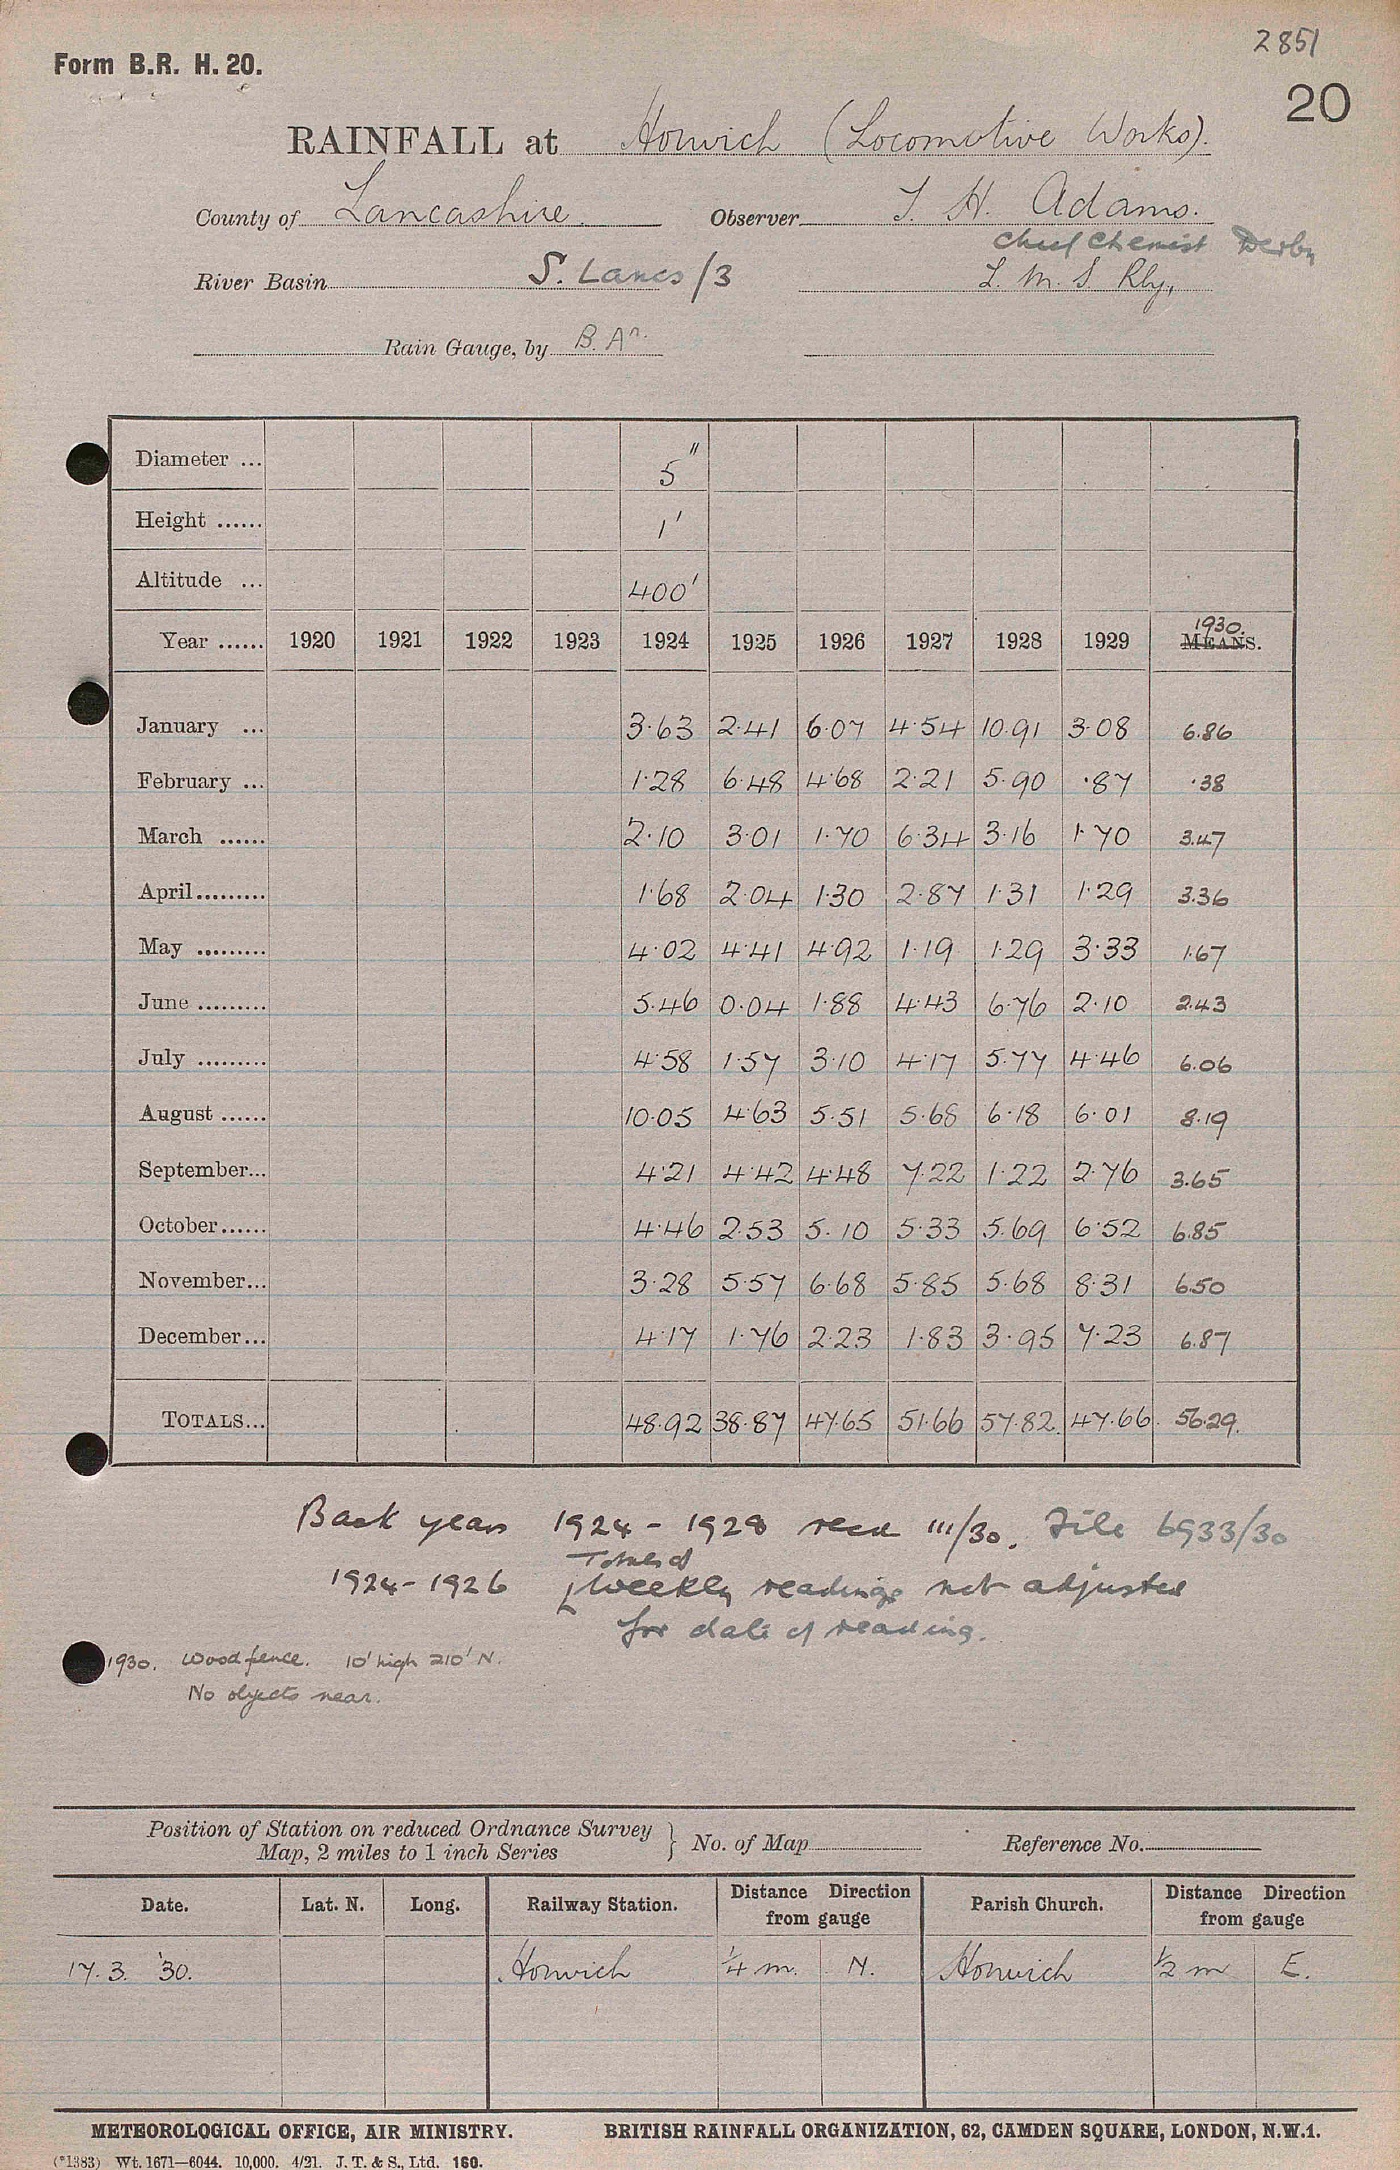 2851
Form B.R. H. 20.
20
RAINFALL at Horwich (Locomotive Works).
County of Lancashire. Observer J. H. Adams.
Chief Chemist Derby
River Basin S. Lancs/3 L. M. S. Rly,
Rain Gauge, by B. An.
Diameter ... 5"
Height ...... 1'
Altitude ... 400'
1930.
Year ...... 1920 1921 1922 1923 1924 1925 1926 1927 1928 1929 MEANS.
January ... 3·63 2·41 6·07 4·54 10·91 3·08 6.86
February ... 1·28 6·48 4·68 2·21 5·90 ·87 ·38
March ...... 2·10 3·01 1·70 6·34 3·16 1·70 3.47
April......... 1·68 2·04 1·30 2·87 1·31 1·29 3.36
May ......... 4·02 4·41 4·92 1·19 1·29 3·33 1.67
June ......... 5·46 0·04 1·88 4·43 6·76 2·10 2.43
July ......... 4·58 1·57 3·10 4·17 5·77 4·46 6.06
August ...... 10·05 4·63 5·51 5·68 6·18 6·01 8.19
September... 4·21 4·42 4·48 7·22 1·22 2·76 3.65
October...... 4·46 2·53 5·10 5·33 5·69 6·52 6.85
November... 3·28 5·57 6·68 5·85 5·68 8·31 6.50
December... 4·17 1·76 2·23 1·83 3·95 7·23 6.87
TOTALS... 48·92 38·87 47·65 51·66 57·82 47·66 56.29.
Back years 1924 - 1928 recd III/30. File 6933/30
Totals of
1924-1926 weekly readings not adjusted
for date of reading.
1930. Wood fence. 10' high 210' N.
No objects near.
Position of Station on reduced Ordnance Survey
Map, 2 miles to 1 inch Series } No. of Map Reference No.
Date. Lat. N. Long. Railway Station. Distance Direction from gauge Parish Church. Distance Direction from gauge
17. 3. '30. Horwich 1/4 m. N. Horwich 1/2 m E.
METEOROLOGICAL OFFICE, AIR MINISTRY. BRITISH RAINFALL ORGANIZATION, 62, CAMDEN SQUARE, LONDON, N.W.1.
(*1383) Wt. 1671—6044. 10,000. 4/21. J. T. & S., Ltd. 160.